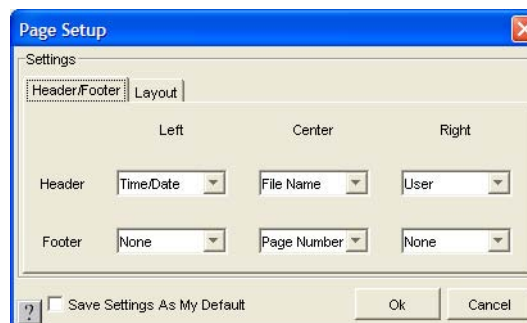 Page Setup
Settings
Header/Footer Layout
Left Center Right
Header Time/Date File Name User
Footer None Page Number None
? Save Settings As My Default Ok Cancel